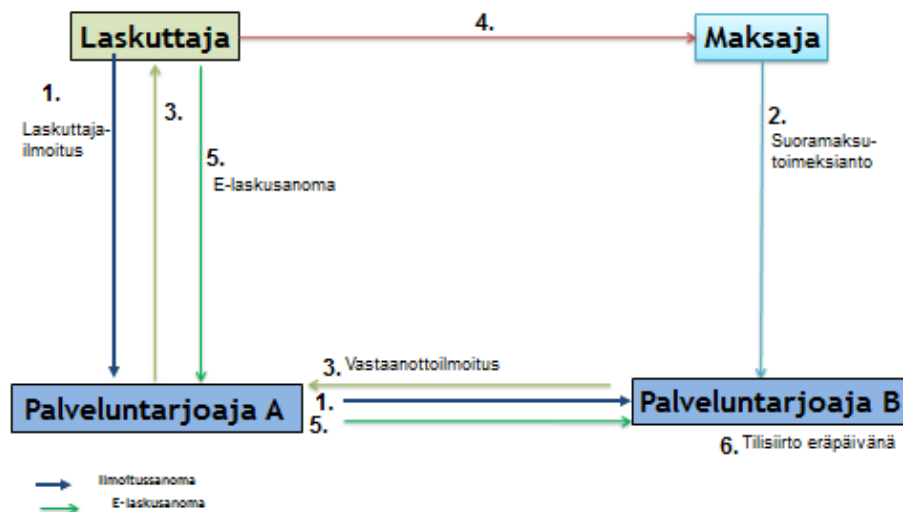 Laskuttaja
4.
Maksaja
1.
Laskuttaja-
ilmoitus
3.
5.
E-laskusanoma
2.
Suoramaksu-
toimeksianto
3. Vastaanottoilmoitus
Palveluntarjoaja A
1.
5.
Palveluntarjoaja B
6. Tilisiirto eräpäivänä
Ilmoitussanoma
E-laskusanoma